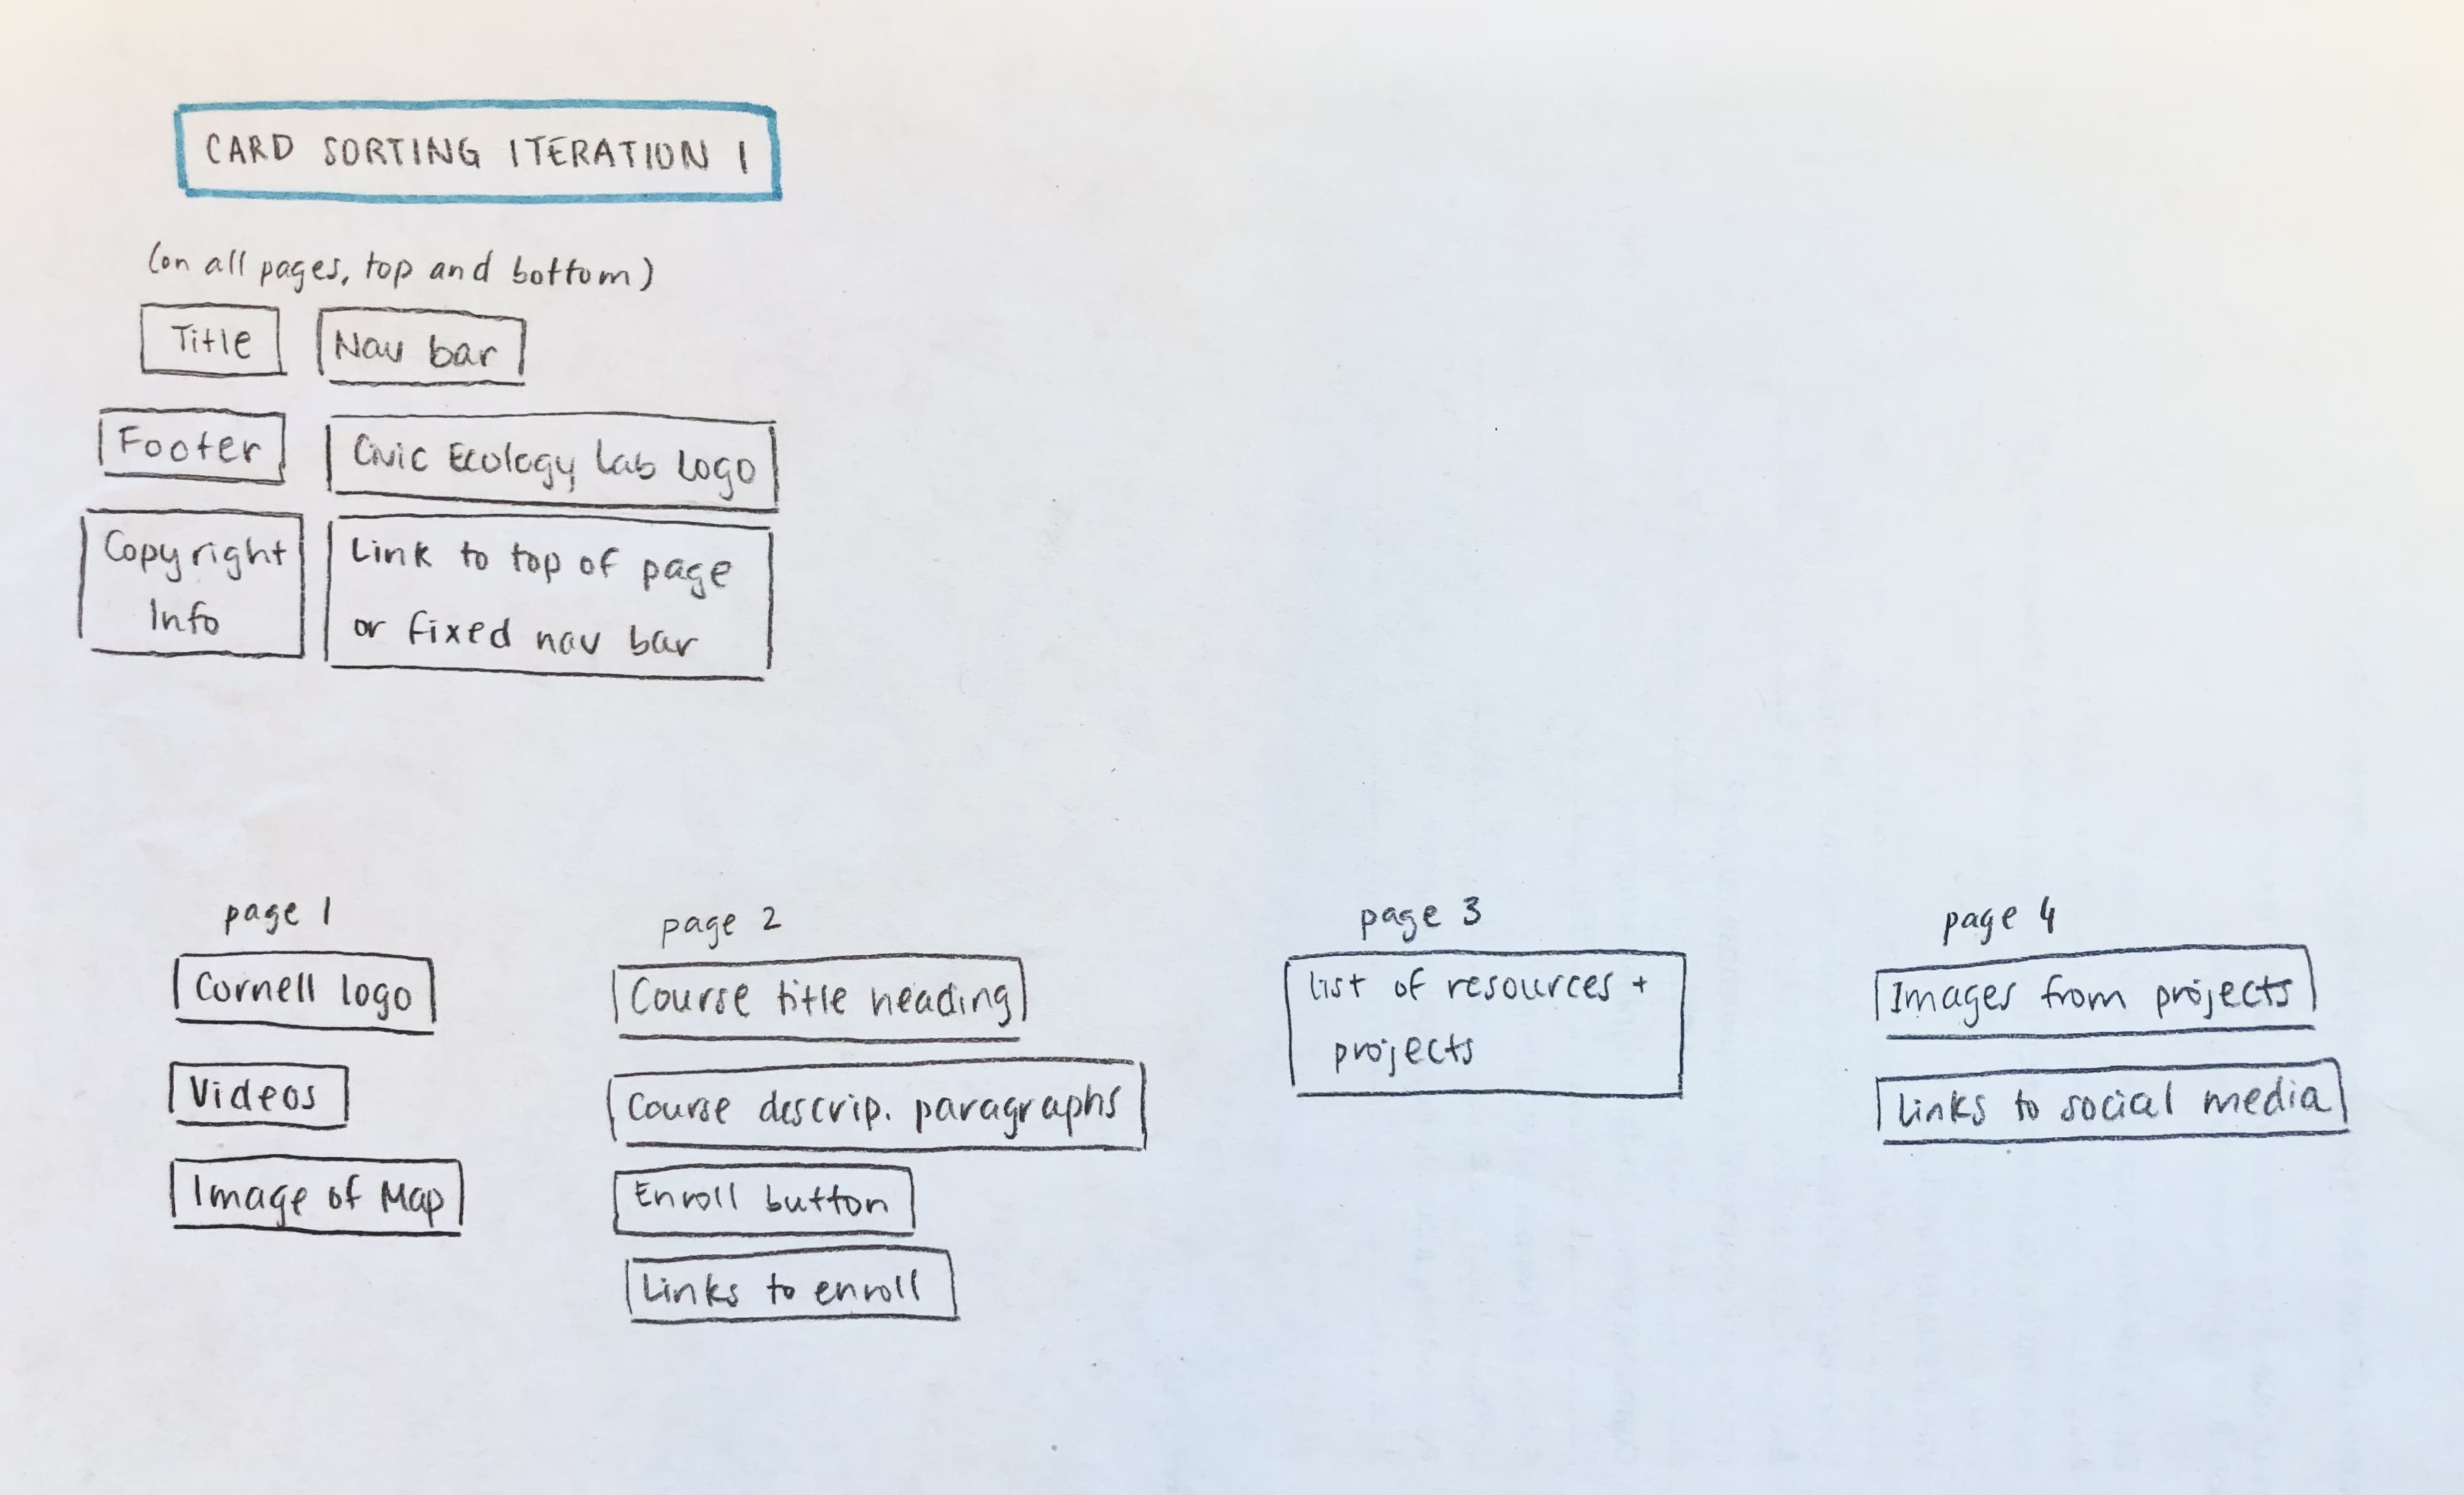 CARD SORTING ITERATION 1
(on all pages, top and bottom)
Title
Nav bar
Footer
Civic Ecology Lab Logo
Copyright
Info
Link to top of page
or fixed nav bar
page 1
Cornell logo
Videos
Image of Map
page 2
Course title heading
Course descrip. paragraphs
Enroll button
Links to enroll
page 3
list of resources +
projects
page 4
Images from projects
Links to social media